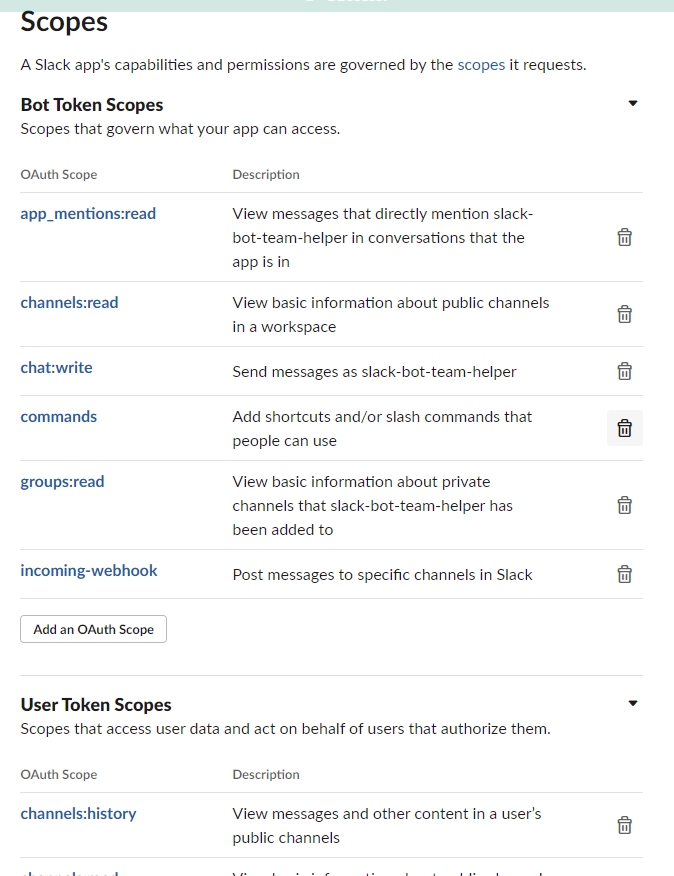 Scopes
A Slack app's capabilities and permissions are governed by the scopes it requests.
Bot Token Scopes
Scopes that govern what your app can access.
OAuth Scope Description
app_mentions:read View messages that directly mention slack-
bot-team-helper in conversations that the
app is in
channels:read View basic information about public channels
in a workspace
chat:write Send messages as slack-bot-team-helper
commands Add shortcuts and/or slash commands that
people can use
groups:read View basic information about private
channels that slack-bot-team-helper has
been added to
incoming-webhook Post messages to specific channels in Slack
Add an OAuth Scope
User Token Scopes
Scopes that access user data and act on behalf of users that authorize them.
OAuth Scope Description
channels:history View messages and other content in a user’s
public channels